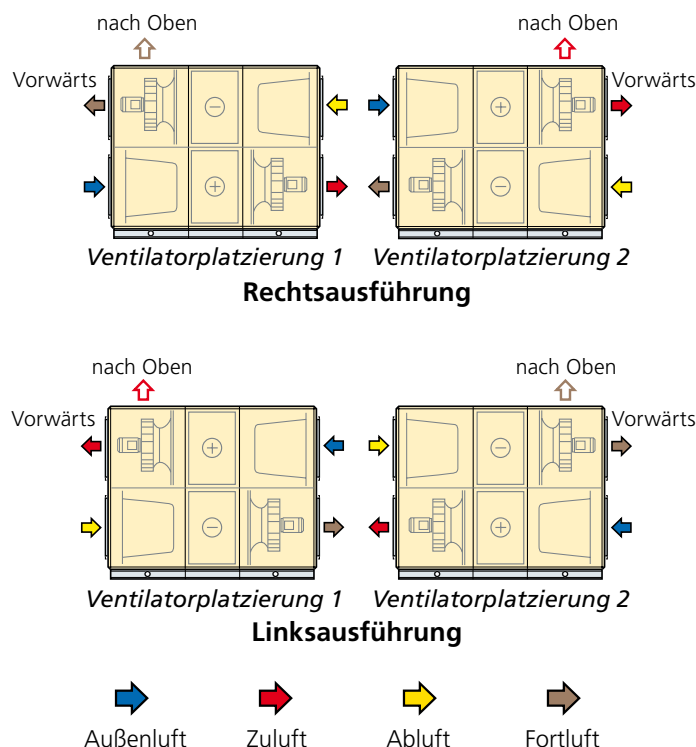 nach Oben
nach Oben
Vorwärts
Vorwärts
−
+
+
−
Ventilatorplatzierung 1
Ventilatorplatzierung 2
Rechtsausführung
nach Oben
nach Oben
Vorwärts
Vorwärts
+
−
−
+
Ventilatorplatzierung 1
Ventilatorplatzierung 2
Linksausführung
Außenluft
Zuluft
Abluft
Fortluft